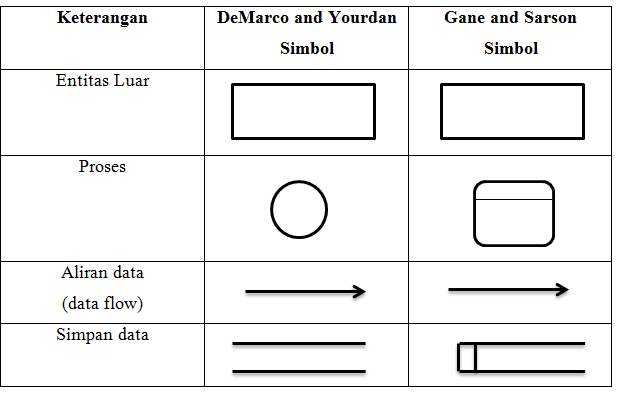 Keterangan
DeMarco and Yourdan
Simbol
Gane and Sarson
Simbol
Entitas Luar
Proses
Aliran data
(data flow)
Simpan data